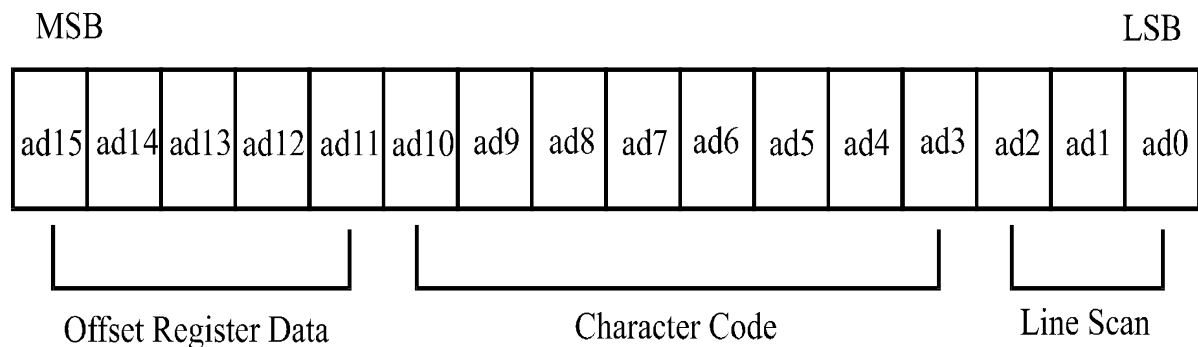 MSB LSB
ad15 ad14 ad13 ad12 ad11 ad10 ad9 ad8 ad7 ad6 ad5 ad4 ad3 ad2 ad1 ad0
Offset Register Data Character Code Line Scan